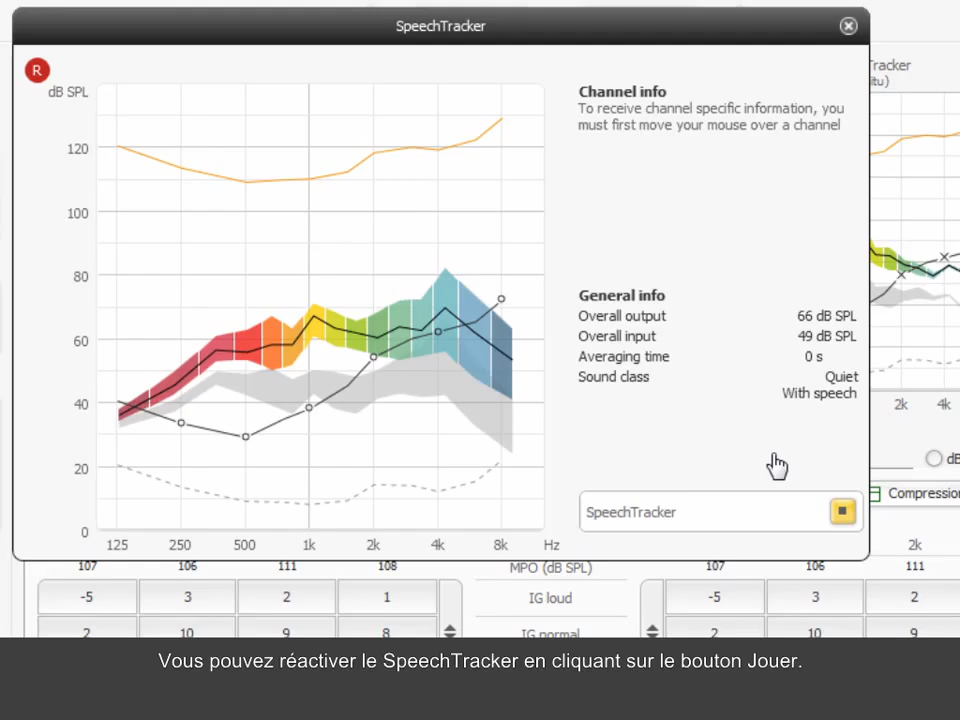 SpeechTracker
R
dB SPL
120
100
80
60
40
20
0
125 250 500 1k 2k 4k 8k Hz
Channel info
To receive channel specific information, you
must first move your mouse over a channel
General info
Overall output 66 dB SPL
Overall input 49 dB SPL
Averaging time 0 s
Sound class Quiet
With speech
SpeechTracker
Tracker
2k 4k
dB
Compression
2k
107 106 111 108 MPO (dB SPL) 107 106 111
-5 3 2 1 IG loud -5 3 2
2 10 9 8 IG normal 2 10 9
Vous pouvez réactiver le SpeechTracker en cliquant sur le bouton Jouer.